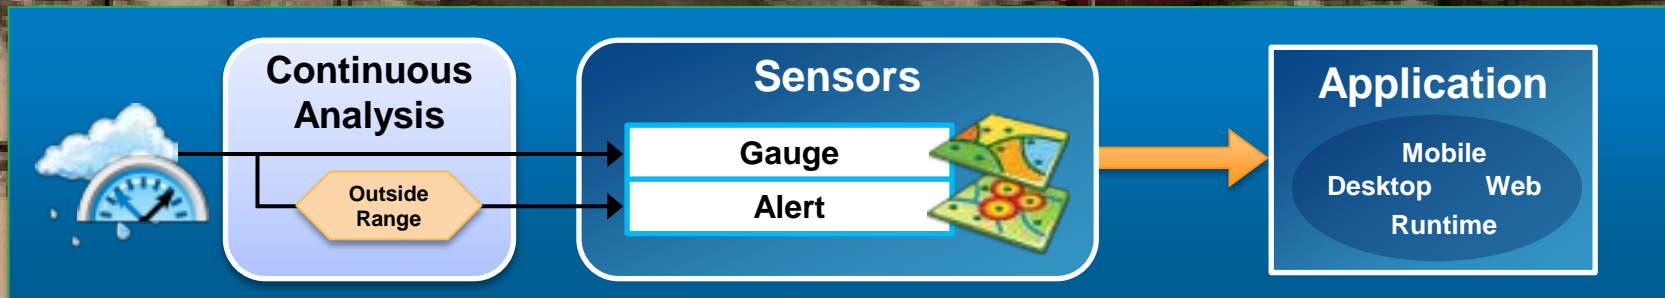 Continuous
Analysis
Outside
Range
Sensors
Gauge
Alert
Application
Mobile
Desktop Web
Runtime